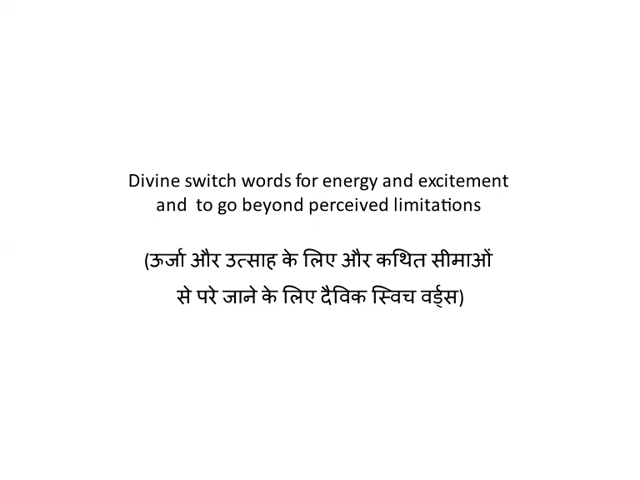 Divine switch words for energy and excitement
and  to go beyond perceived limitations
(ऊर्जा और उत्साह के लिए और कथित सीमाओं
से परे जाने के लिए दैविक स्विच वर्ड्स)